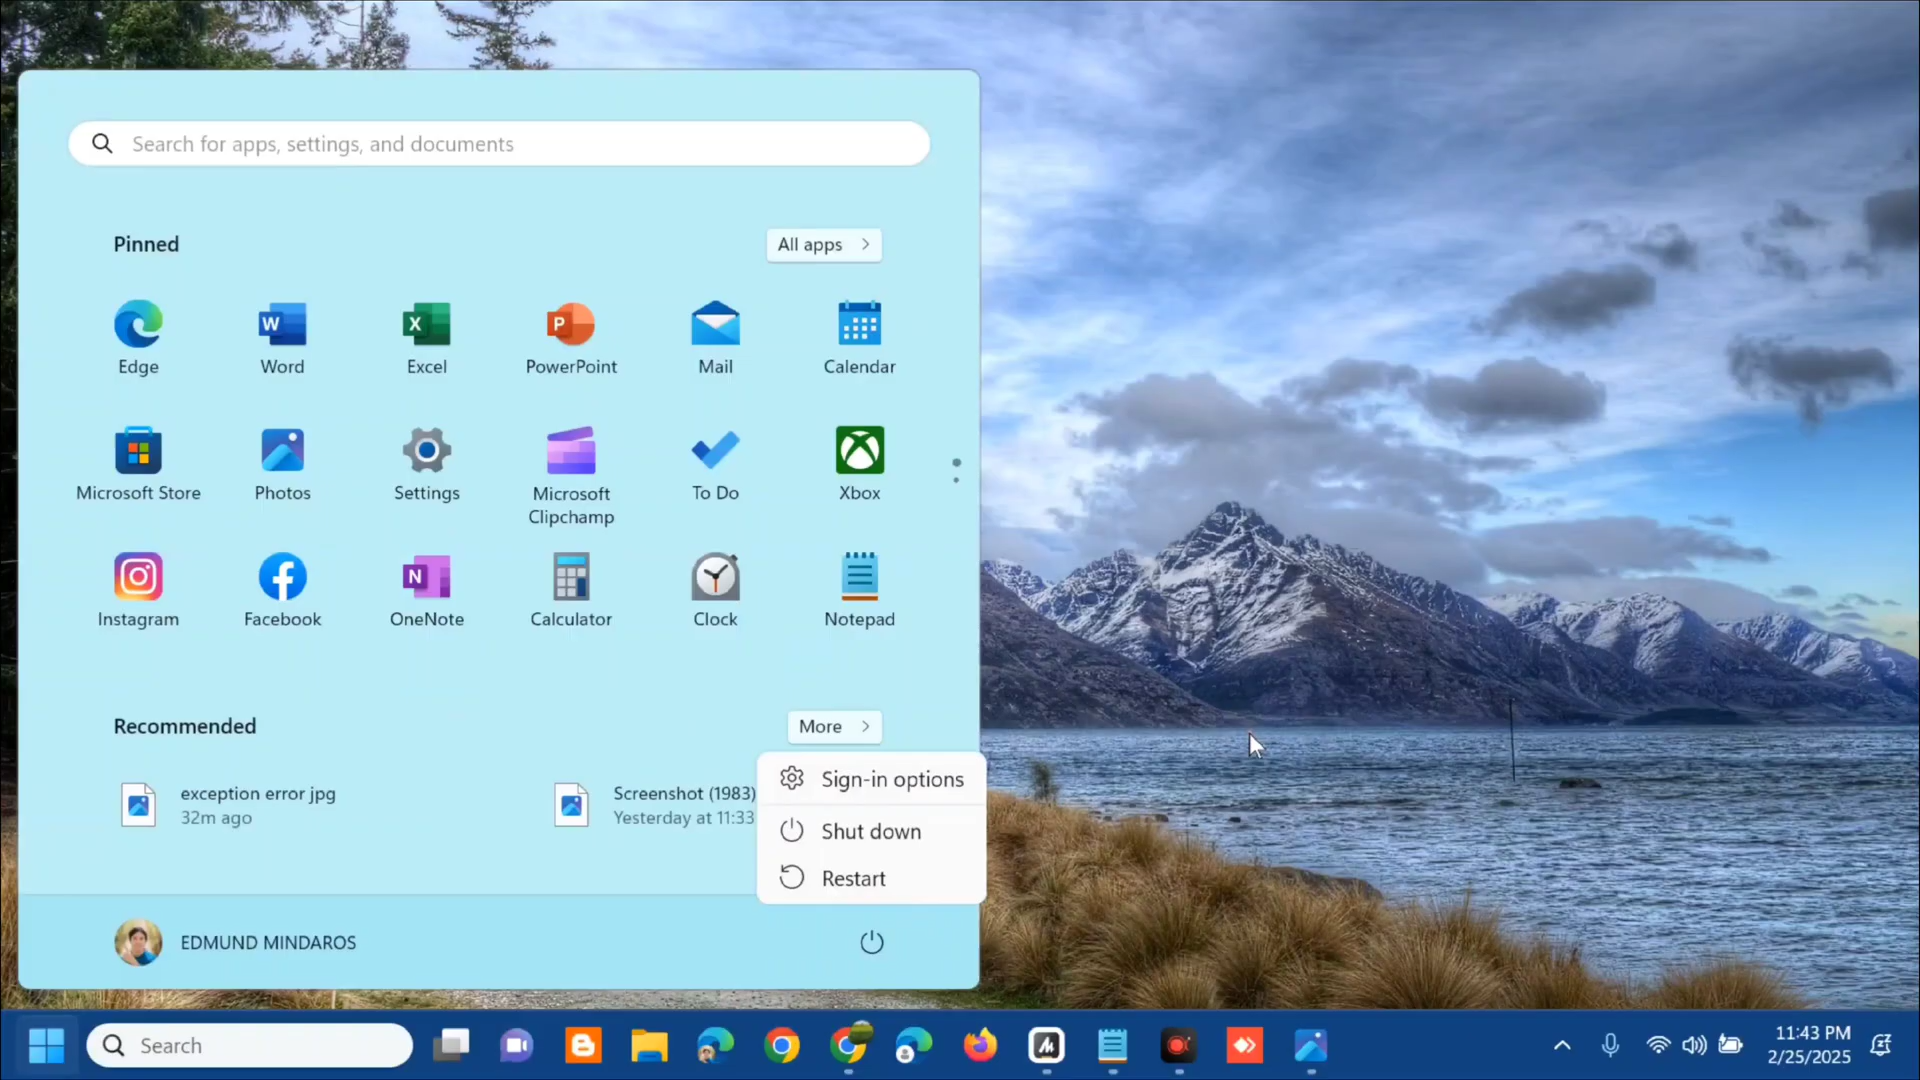 Search for apps, settings, and documents
Pinned
All apps
Edge
Word
Excel
PowerPoint
Mail
Calendar
Microsoft Store
Photos
Settings
Microsoft
Clipchamp
To Do
Xbox
Instagram
Facebook
OneNote
Calculator
Clock
Notepad
Recommended
More
exception error jpg
32m ago
Screenshot (1983)
Yesterday at 11:33
Sign-in options
Shut down
Restart
EDMUND MINDAROS
Search
11:43 PM
2/25/2025